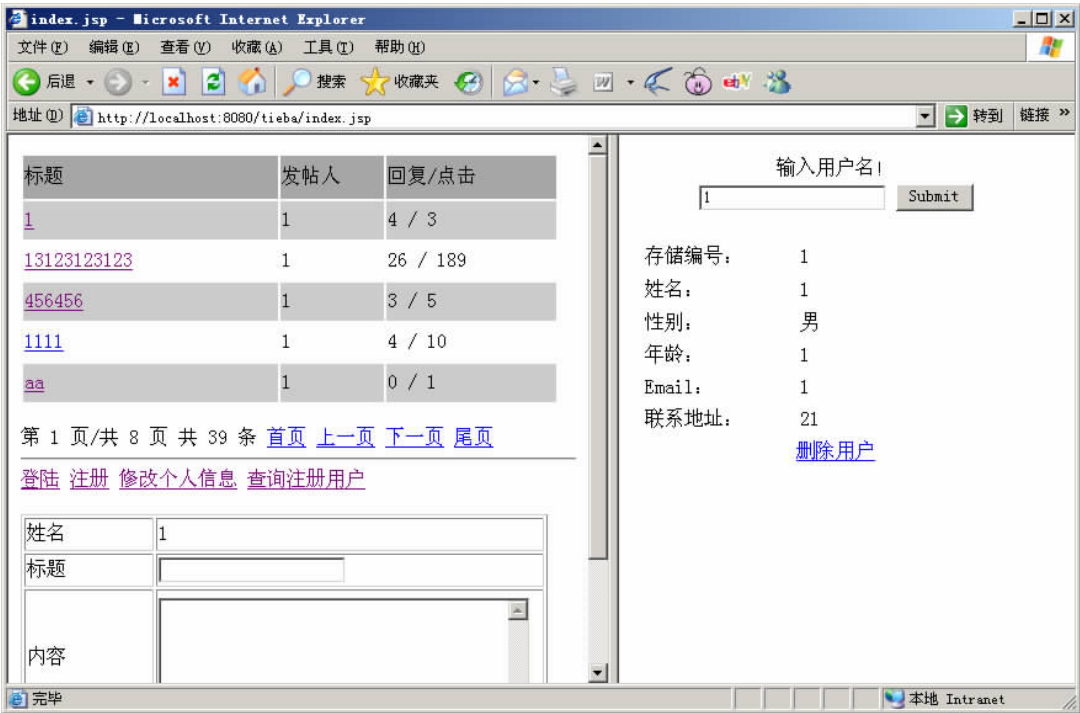 index.jsp - Microsoft Internet Explorer
文件(F) 编辑(E) 查看(V) 收藏(A) 工具(T) 帮助(H)
后退 搜索 收藏夹
地址(D) http://localhost:8080/tieba/index.jsp 转到 链接 »
标题 发帖人 回复/点击
1 1 4 / 3
13123123123 1 26 / 189
456456 1 3 / 5
1111 1 4 / 10
aa 1 0 / 1
第 1 页/共 8 页 共 39 条 首页 上一页 下一页 尾页
登陆 注册 修改个人信息 查询注册用户
姓名 1
标题
内容
输入用户名!
1 Submit
存储编号: 1
姓名: 1
性别: 男
年龄: 1
Email: 1
联系地址: 21
删除用户
完毕 本地 Intranet